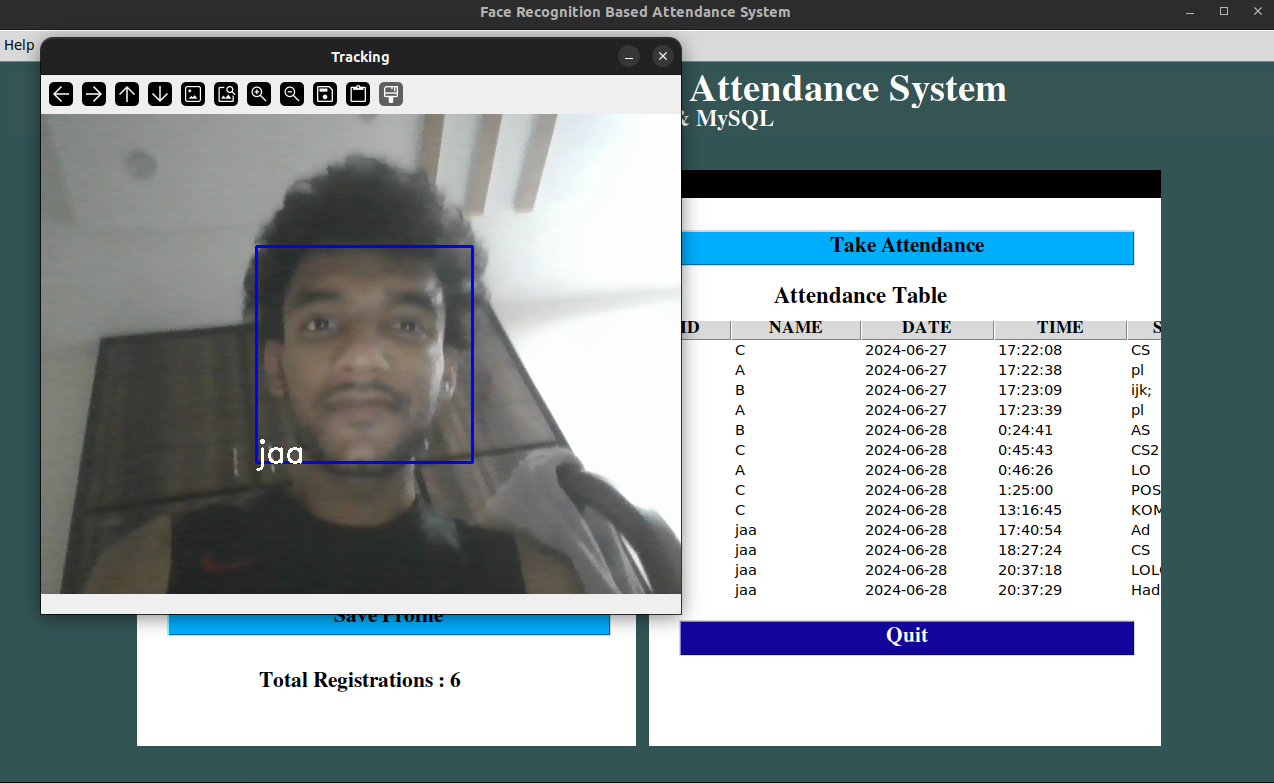 Face Recognition Based Attendance System
Help
Tracking
Attendance System
& MySQL
jaa
Take Attendance
Attendance Table
ID NAME DATE TIME S
C 2024-06-27 17:22:08 CS
A 2024-06-27 17:22:38 pl
B 2024-06-27 17:23:09 ijk;
A 2024-06-27 17:23:39 pl
B 2024-06-28 0:24:41 AS
C 2024-06-28 0:45:43 CS2
A 2024-06-28 0:46:26 LO
C 2024-06-28 1:25:00 POS
C 2024-06-28 13:16:45 KOM
jaa 2024-06-28 17:40:54 Ad
jaa 2024-06-28 18:27:24 CS
jaa 2024-06-28 20:37:18 LOL
jaa 2024-06-28 20:37:29 Had
Save Profile
Quit
Total Registrations : 6